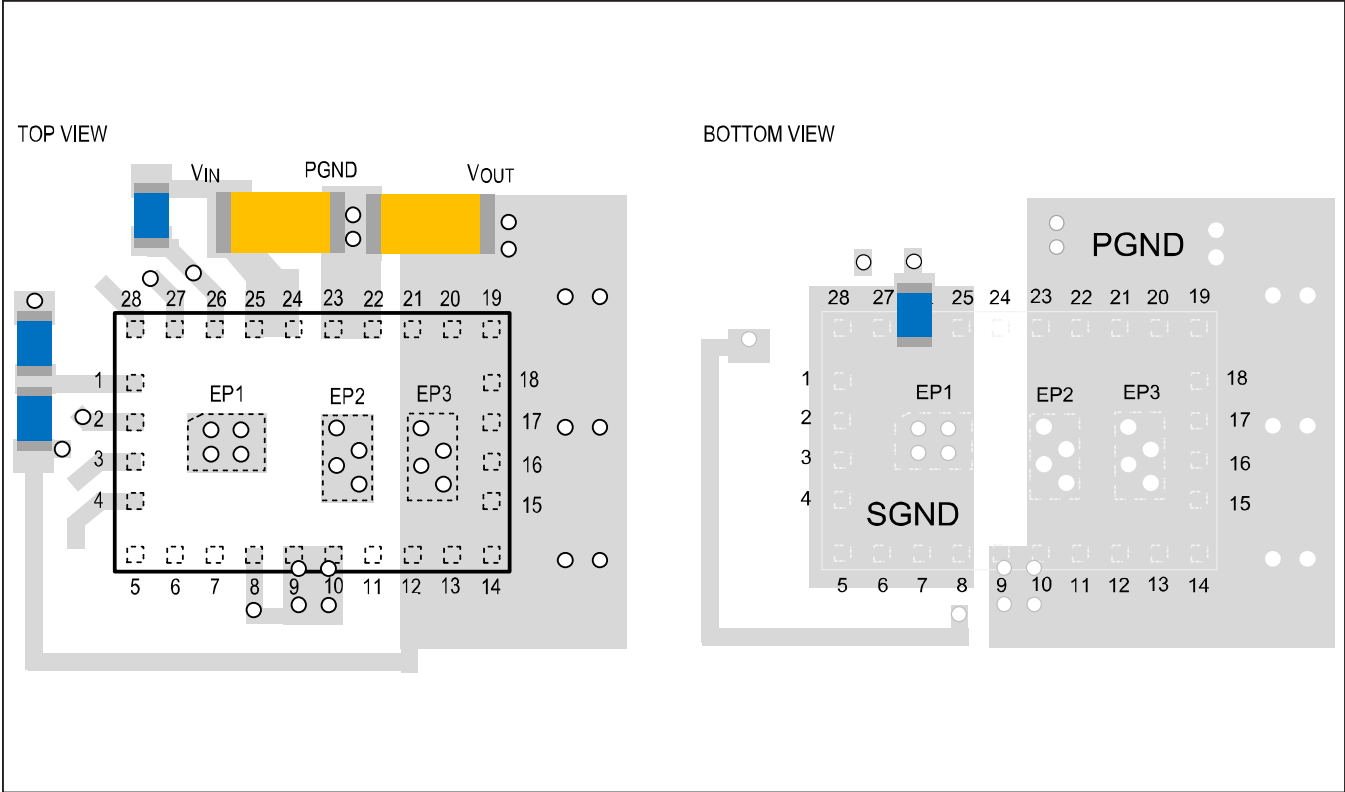 TOP VIEW
VIN PGND VOUT
28 27 26 25 24 23 22 21 20 19
1 18
EP1 EP2 EP3
2 17
3 16
4 15
5 6 7 8 9 10 11 12 13 14
BOTTOM VIEW
PGND
28 27 25 24 23 22 21 20 19
1 18
EP1 EP2 EP3
2 17
3 16
4 15
SGND
5 6 7 8 9 10 11 12 13 14